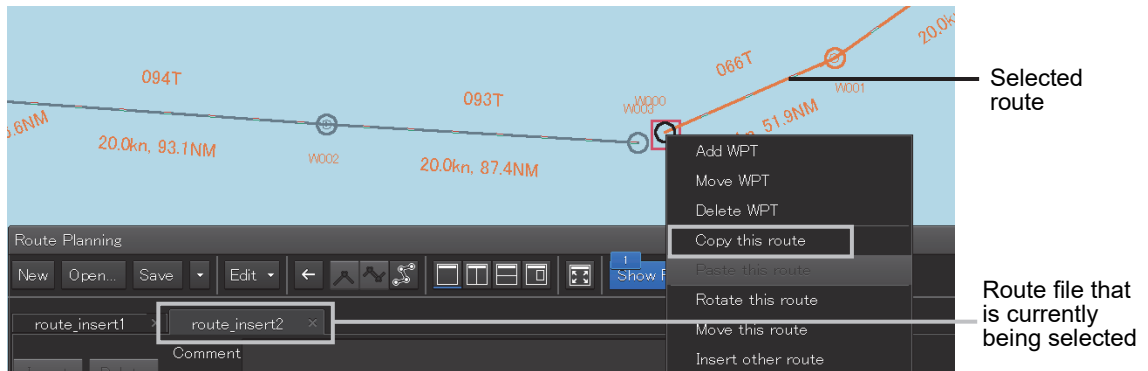 20.0k
066T
094T
093T
W000
W003
W001
5.6NM
51.9NM
20.0kn, 93.1NM
W002
20.0kn, 87.4NM
Selected
route
Add WPT
Move WPT
Delete WPT
Copy this route
Paste this route
Rotate this route
Move this route
Insert other route
Route Planning
New
Open...
Save
Edit
1
Show
route_insert1 ×
route_insert2 ×
Comment
Route file that
is currently
being selected